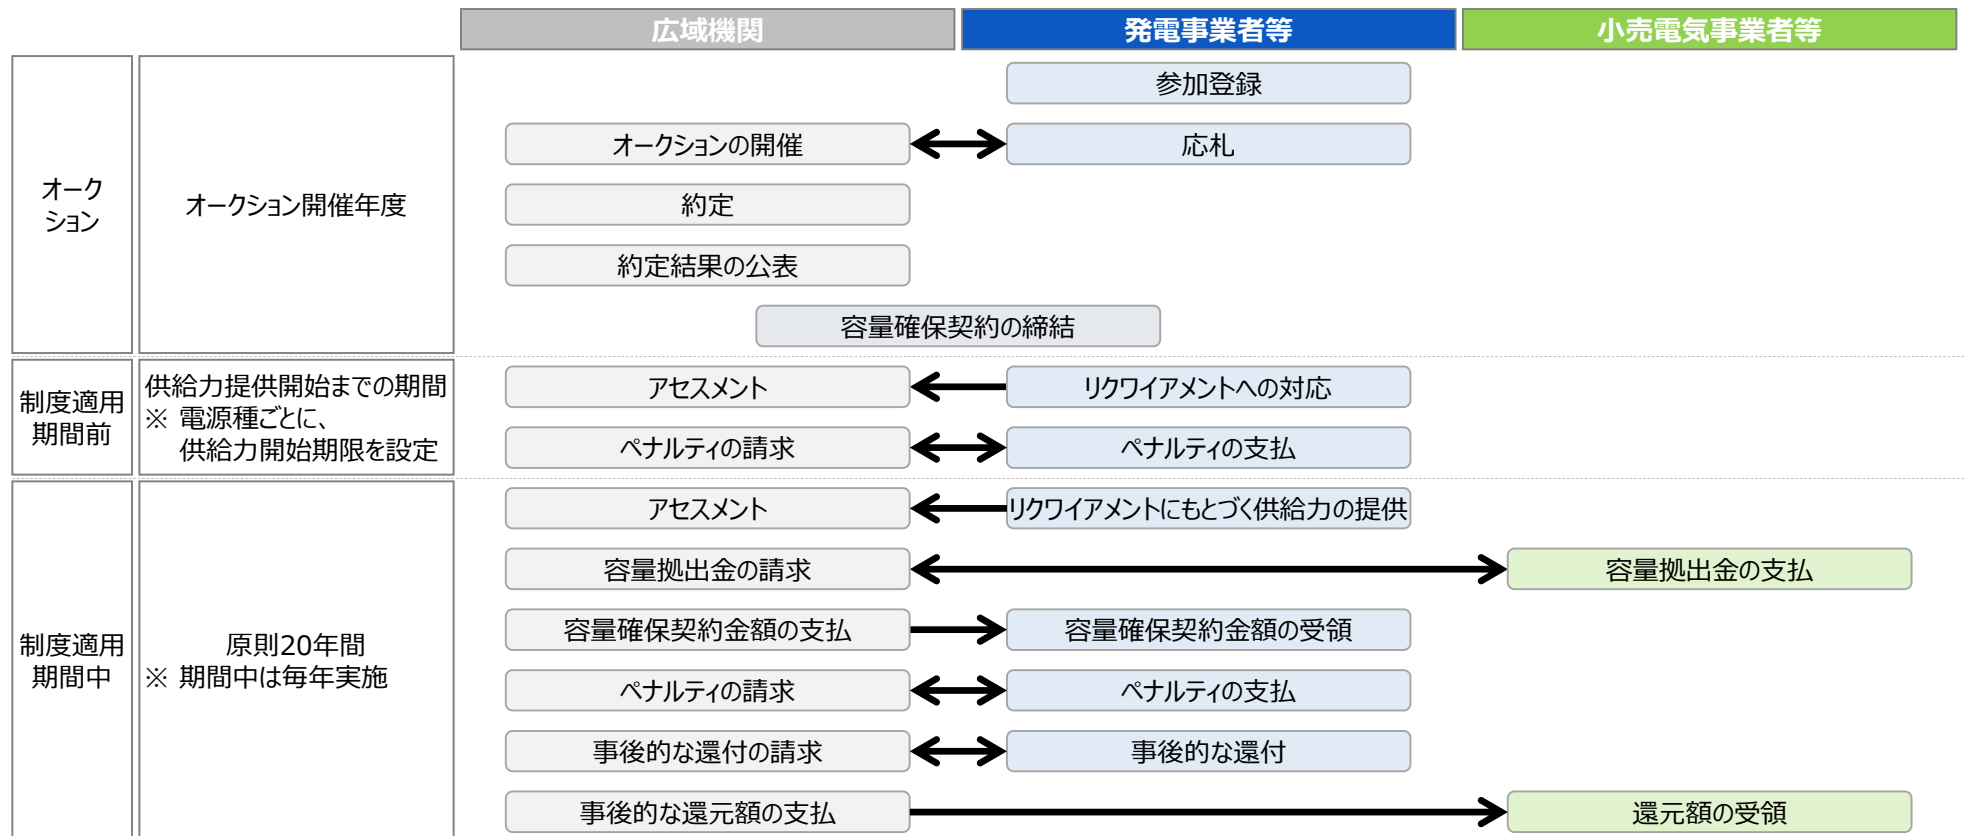 広域機関
発電事業者等
小売電気事業者等
オーク
ション
オークション開催年度
参加登録
オークションの開催
応札
約定
約定結果の公表
容量確保契約の締結
制度適用
期間前
供給力提供開始までの期間
※ 電源種ごとに、
供給力開始期限を設定
アセスメント
リクワイアメントへの対応
ペナルティの請求
ペナルティの支払
制度適用
期間中
原則20年間
※ 期間中は毎年実施
アセスメント
リクワイアメントにもとづく供給力の提供
容量拠出金の請求
容量拠出金の支払
容量確保契約金額の支払
容量確保契約金額の受領
ペナルティの請求
ペナルティの支払
事後的な還付の請求
事後的な還付
事後的な還元額の支払
還元額の受領